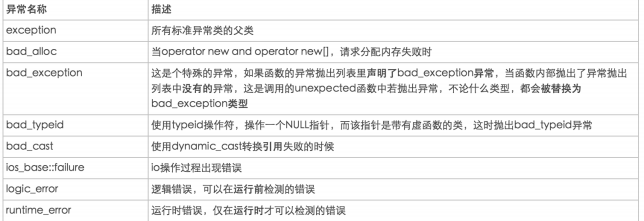 异常名称 描述
exception 所有标准异常类的父类
bad_alloc 当operator new and operator new[]，请求分配内存失败时
bad_exception 这是个特殊的异常，如果函数的异常抛出列表里声明了bad_exception异常，当函数内部抛出了异常抛出
列表中没有的异常，这是调用的unexpected函数中若抛出异常，不论什么类型，都会被替换为
bad_exception类型
bad_typeid 使用typeid操作符，操作一个NULL指针，而该指针是带有虚函数的类，这时抛出bad_typeid异常
bad_cast 使用dynamic_cast转换引用失败的时候
ios_base::failure io操作过程出现错误
logic_error 逻辑错误，可以在运行前检测的错误
runtime_error 运行时错误，仅在运行时才可以检测的错误